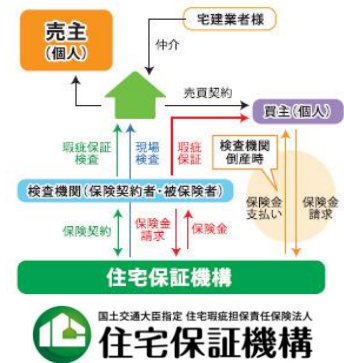 売主
(個人)
宅建業者様
仲介
売買契約
買主(個人)
瑕疵保証
検査
現場
検査
瑕疵
保証
検査機関
倒産時
検査機関(保険契約者・被保険者)
保険契約
保険金
請求
保険金
保険金
支払い
保険金
請求
住宅保証機構
国土交通大臣指定 住宅瑕疵担保責任保険法人
住宅保証機構